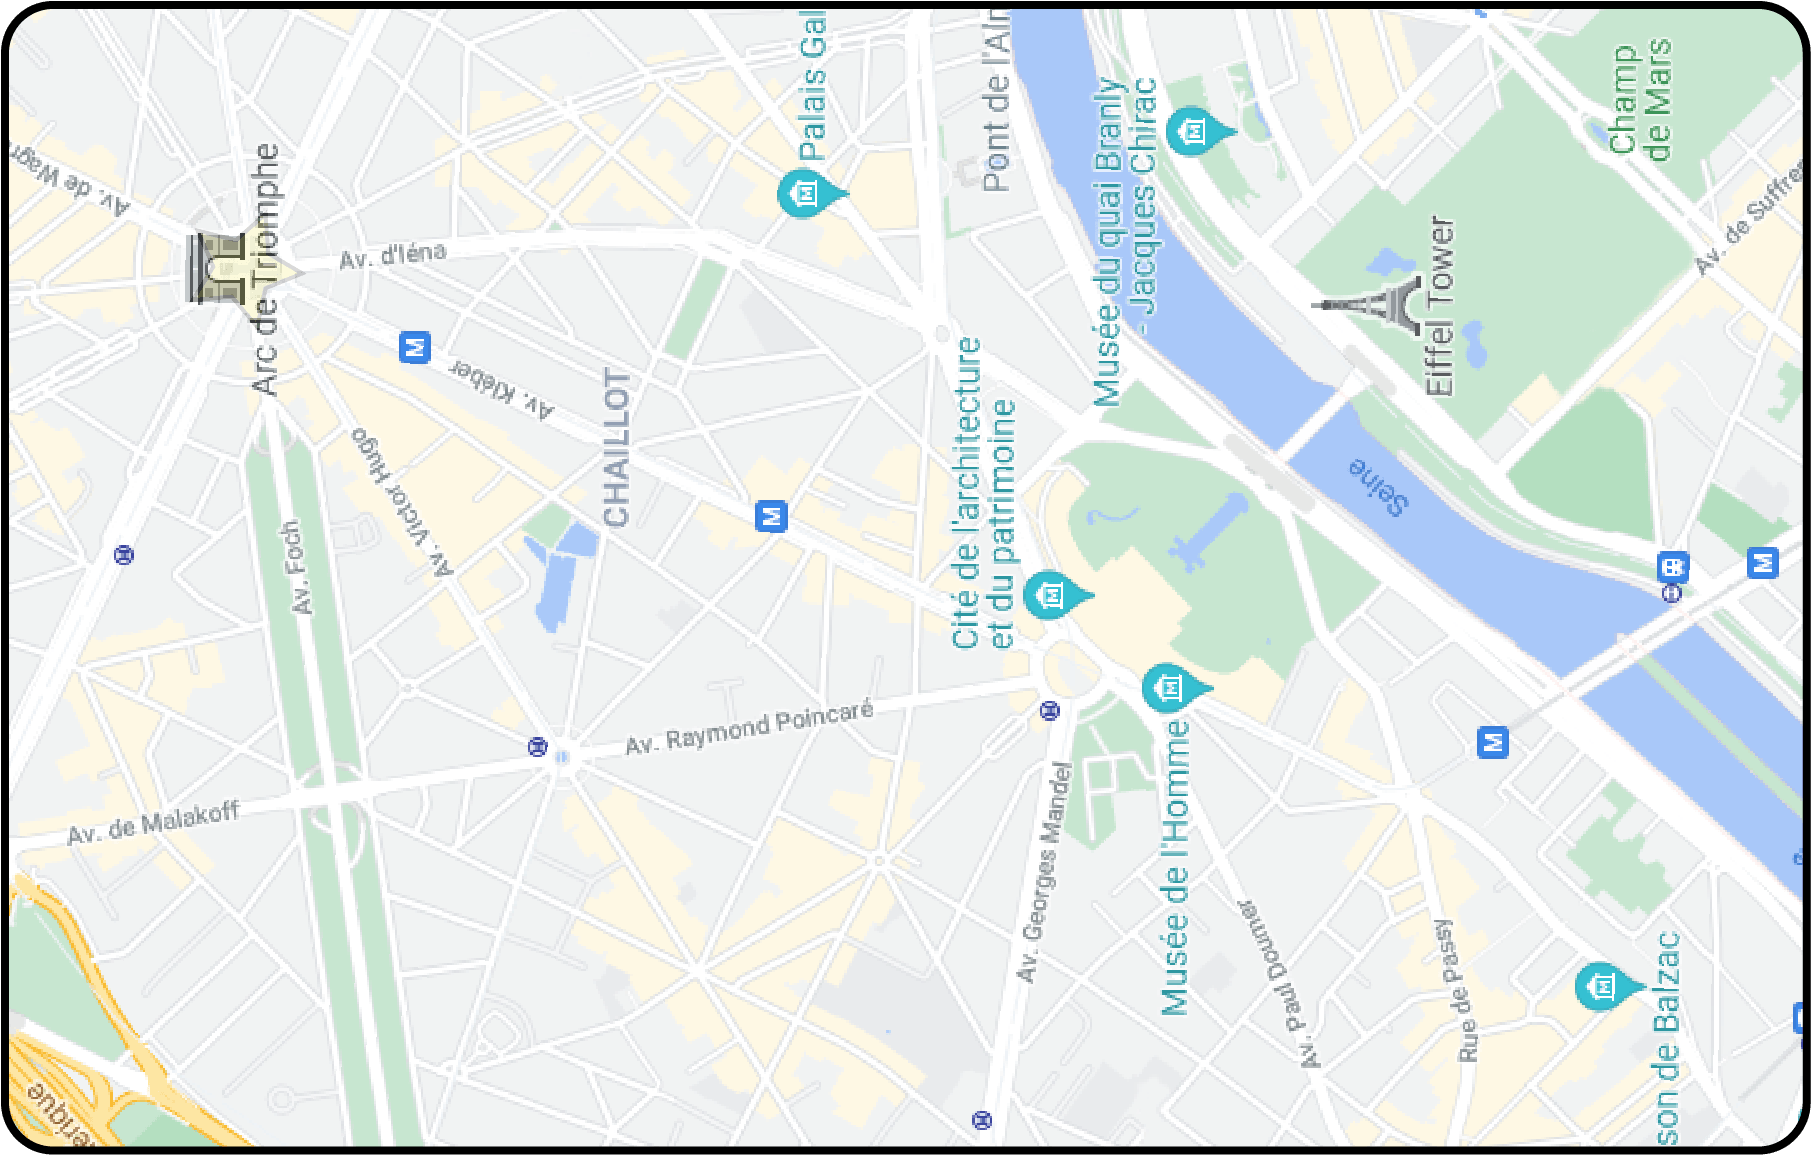 Av. de Wagr
Arc de Triomphe
Av. d'Iéna
Av. Kléber
Av. Victor Hugo
Av. Foch
CHAILLOT
Av. de Malakoff
Av. Raymond Poincaré
érique
Palais Gal
Pont de l'Alm
Musée du quai Branly
- Jacques Chirac
Champ
de Mars
Av. de Suffren
Eiffel Tower
Seine
Cité de l'architecture
et du patrimoine
Musée de l'Homme
Av. Georges Mandel
Av. Paul Doumer
Rue de Passy
son de Balzac
M
M
M
M